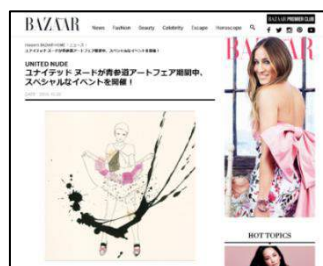 BAZAAR
News Fashion Beauty Celebrity Escape Horoscope
BAZAAR PREMIER CLUB
UNITED NUDE
ユナイテッド ヌードが青参道アートフェア期間中、
スペシャルなイベントを開催！
BAZAAR
HOT TOPICS